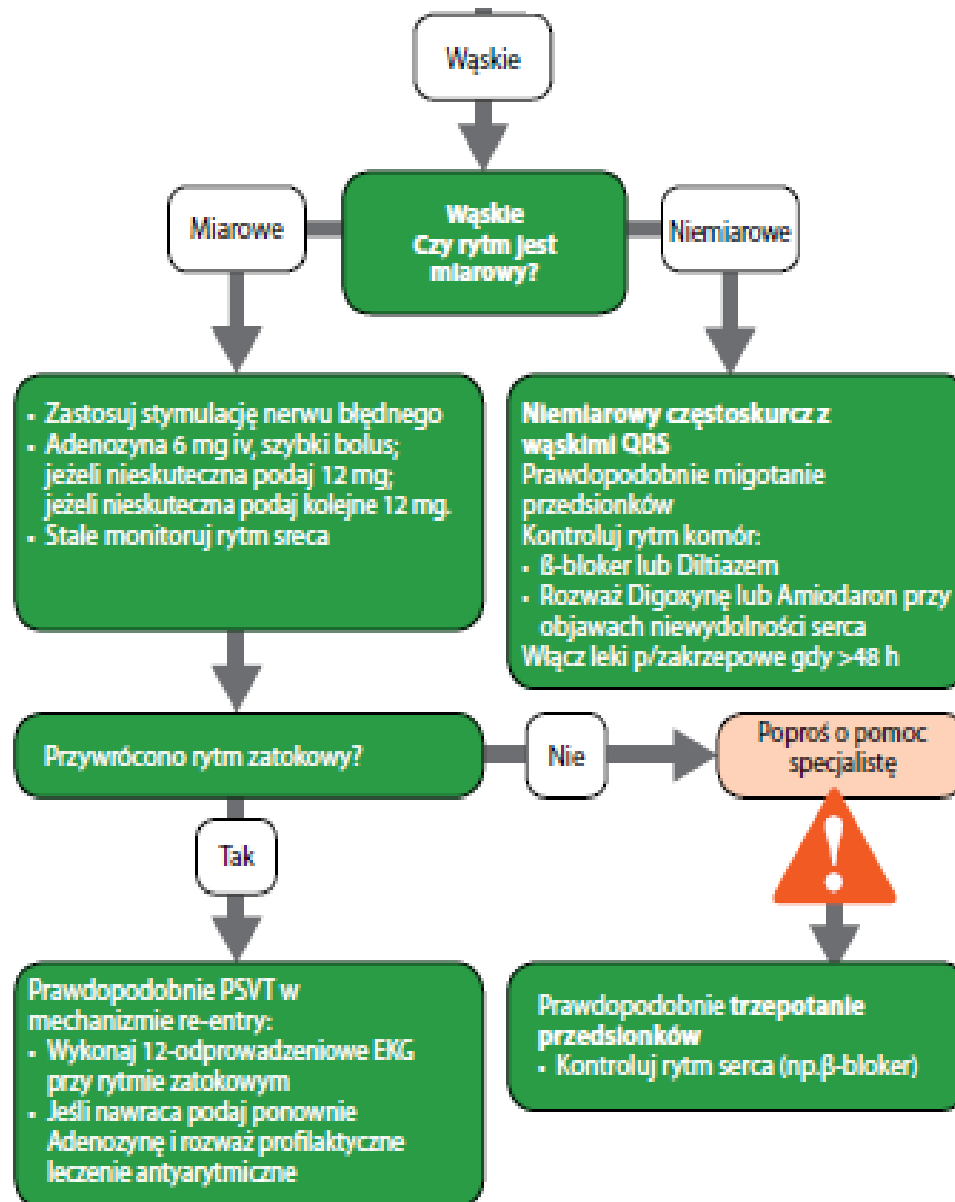 Wąskie
Miarowe
Wąskie
Czy rytm jest
miarowy?
Niemiarowe
• Zastosuj stymulację nerwu błędnego
• Adenozyna 6 mg iv, szybki bolus;
jeżeli nieskuteczna podaj 12 mg;
jeżeli nieskuteczna podaj kolejne 12 mg.
• Stale monitoruj rytm sreca
Niemiarowy częstoskurcz z
wąskimi QRS
Prawdopodobnie migotanie
przedsionków
Kontroluj rytm komór:
• ß-bloker lub Diltiazem
• Rozważ Digoxynę lub Amiodaron przy
objawach niewydolności serca
Włącz leki p/zakrzepowe gdy >48 h
Przywrócono rytm zatokowy?
Nie
Poproś o pomoc
specjalistę
Tak
!
Prawdopodobnie PSVT w
mechanizmie re-entry:
• Wykonaj 12-odprowadzeniowe EKG
przy rytmie zatokowym
• Jeśli nawraca podaj ponownie
Adenozynę i rozważ profilaktyczne
leczenie antyarytmiczne
Prawdopodobnie trzepotanie
przedsionków
• Kontroluj rytm serca (np.β-bloker)